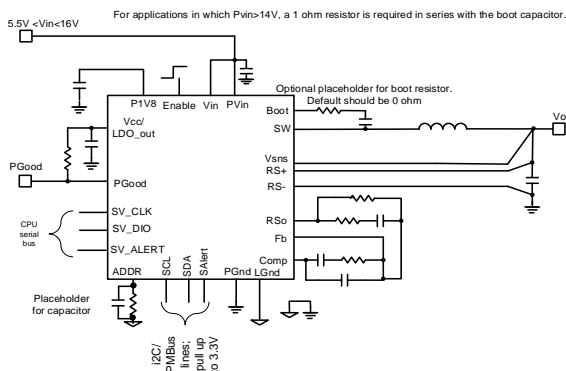 For applications in which Pvin>14V, a 1 ohm resistor is required in series with the boot capacitor.
5.5V <Vin<16V
Optional placeholder for boot resistor.
Default should be 0 ohm
P1V8
Enable
Vin
PVin
Boot
Vcc/
LDO_out
SW
Vo
Vsns
RS+
RS-
PGood
PGood
SV_CLK
CPU
serial
bus
SV_DIO
SV_ALERT
RSo
Fb
Comp
ADDR
SCL
SDA
SAlert
PGnd
LGnd
Placeholder
for capacitor
i2C/
PMBus
lines;
pull up
to 3.3V